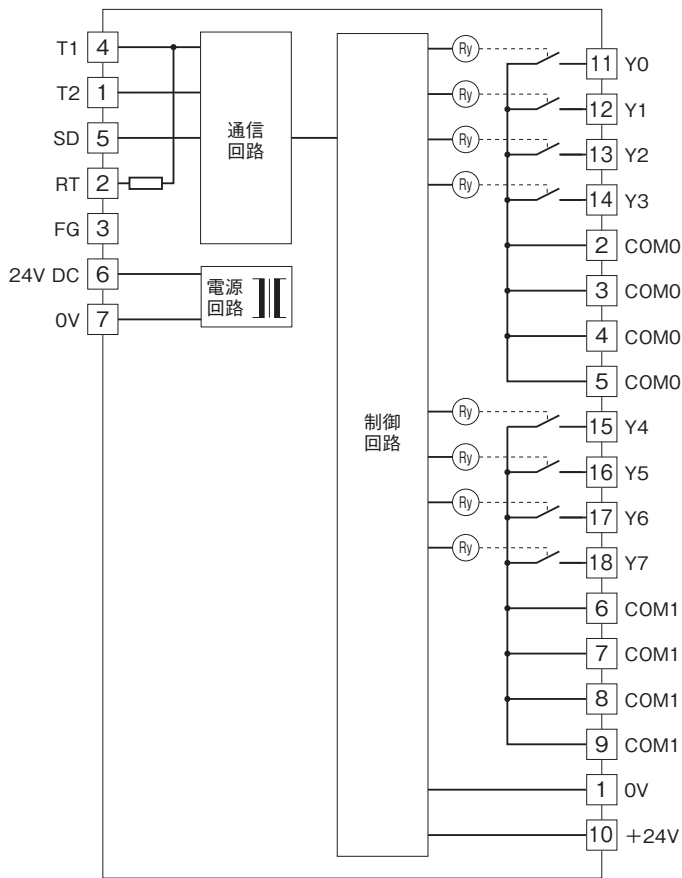 T1 4
T2 1
SD 5
RT 2
FG 3
24V DC 6
0V 7
通信
回路
電源
回路
制御
回路
Ry 11 Y0
Ry 12 Y1
Ry 13 Y2
Ry 14 Y3
2 COM0
3 COM0
4 COM0
5 COM0
Ry 15 Y4
Ry 16 Y5
Ry 17 Y6
Ry 18 Y7
6 COM1
7 COM1
8 COM1
9 COM1
1 0V
10 +24V